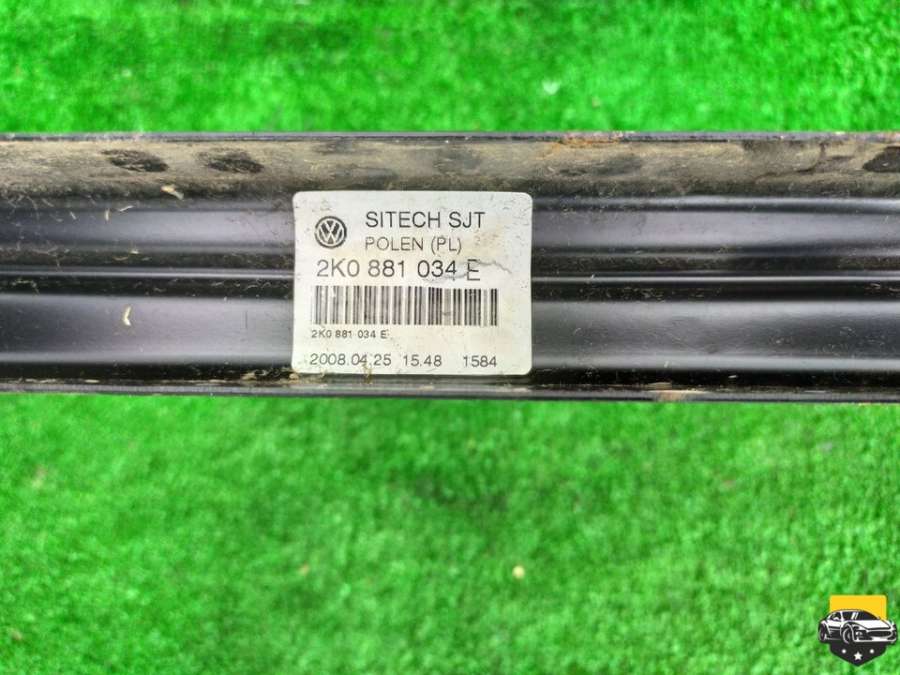 SITECH SJT
POLEN (PL)
2K0 881 034 E
2K0 881 034 E
2008.04.25 15.48 1584